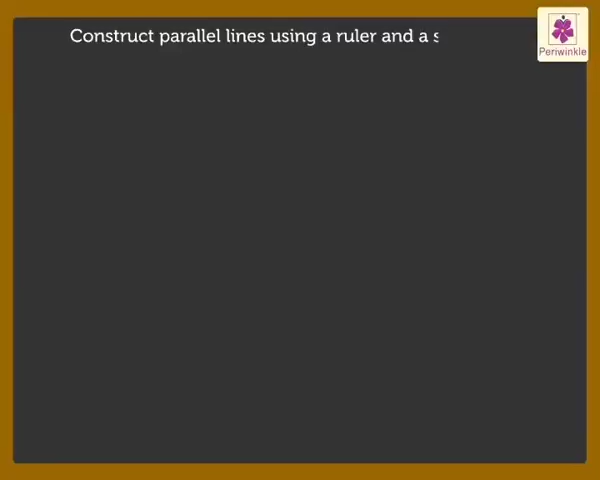 Construct parallel lines using a ruler and a s
Periwinkle